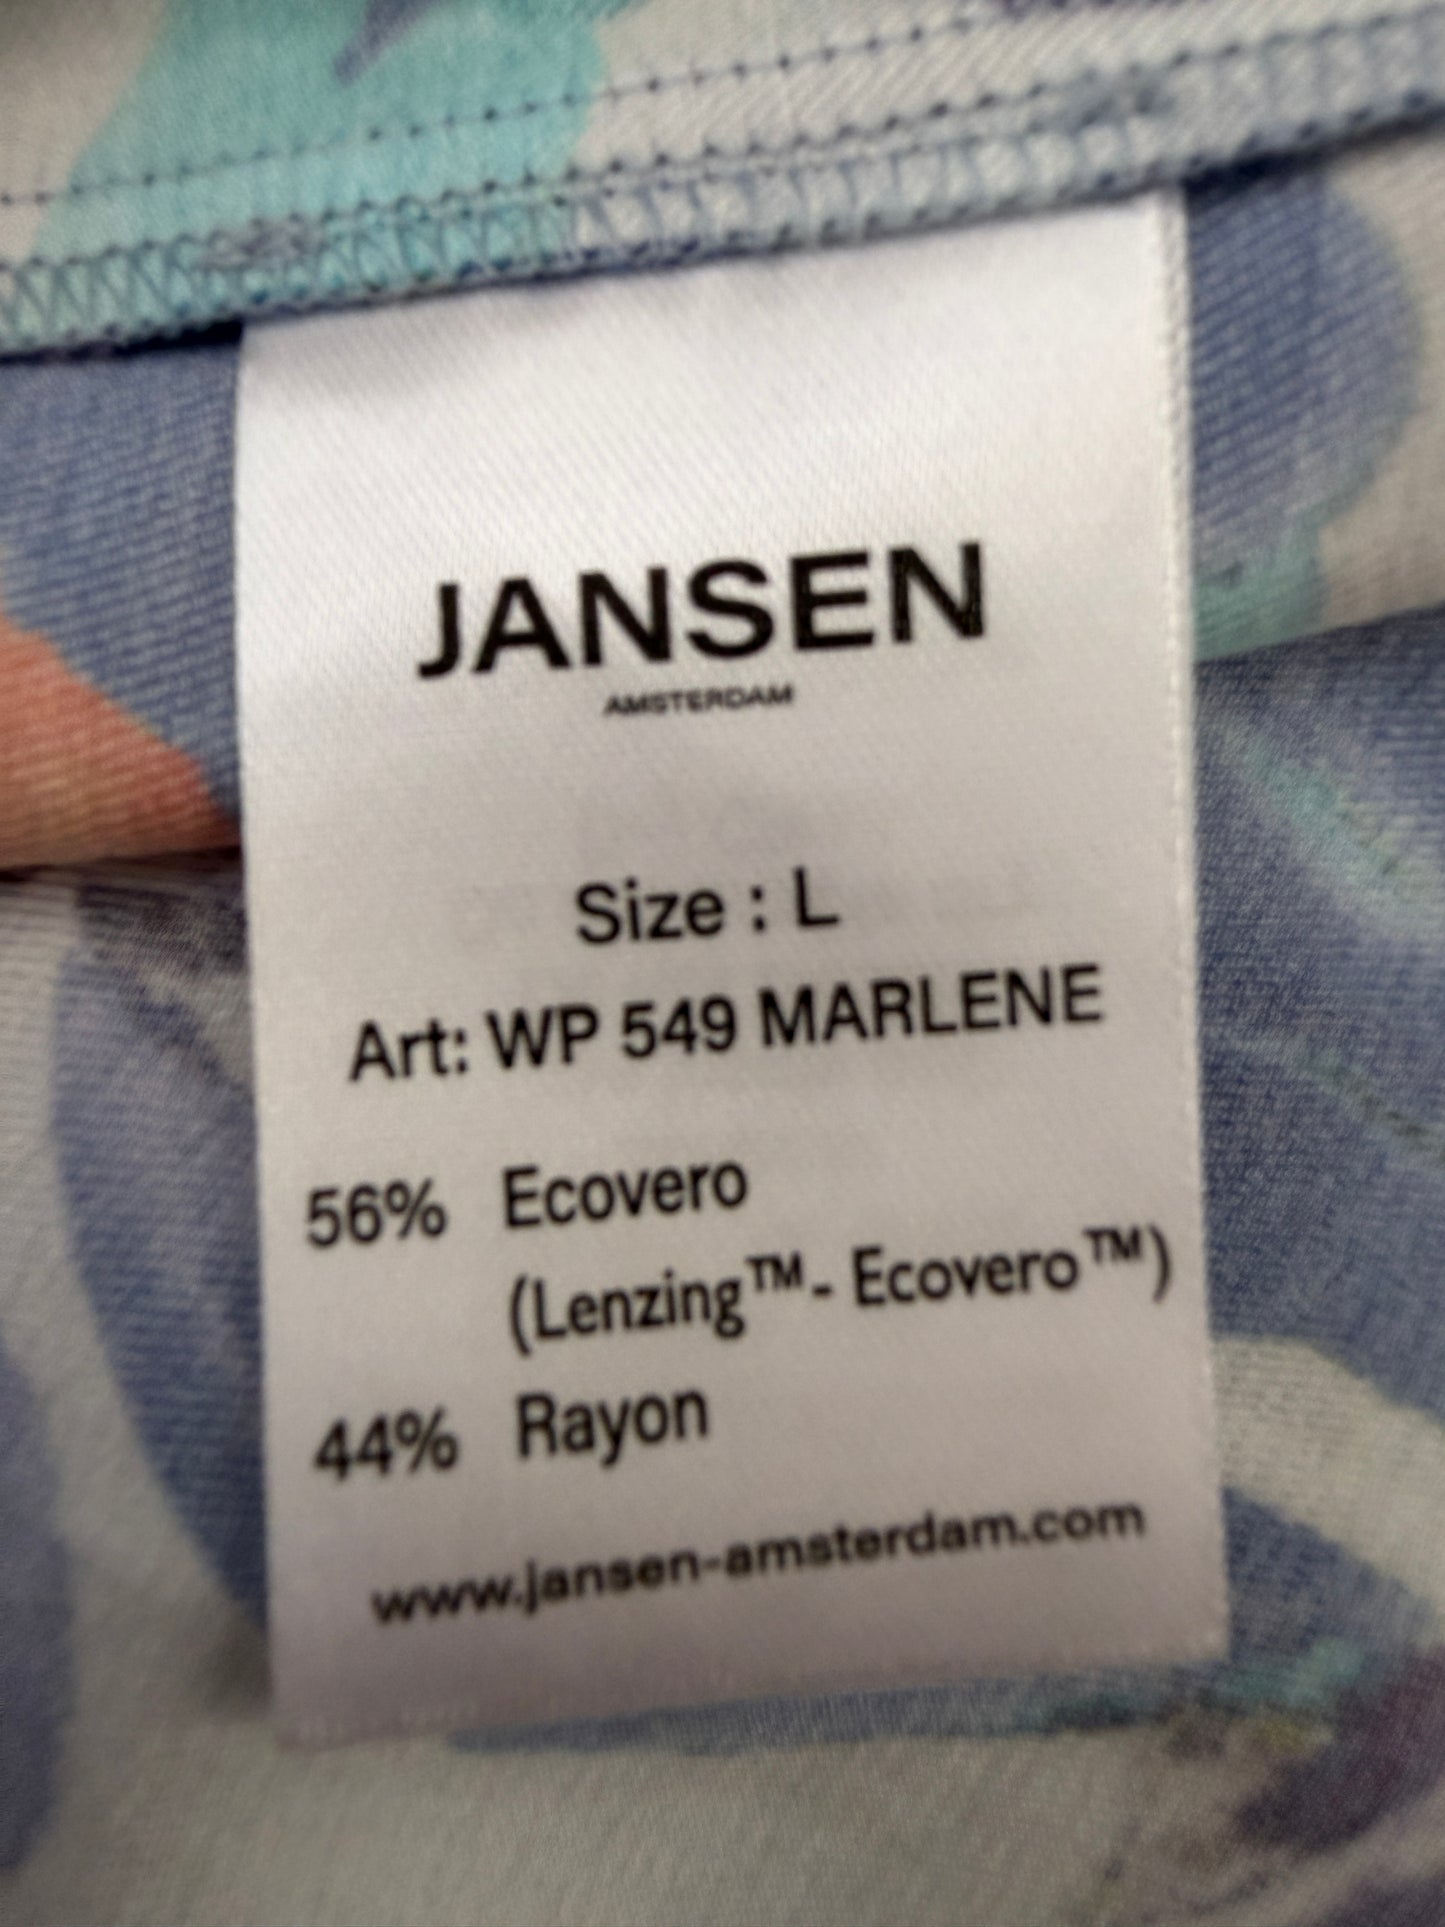 JANSEN
AMSTERDAM
Size : L
Art: WP 549 MARLENE
56% Ecovero
(Lenzing™- Ecovero™)
44% Rayon
www.jansen-amsterdam.com